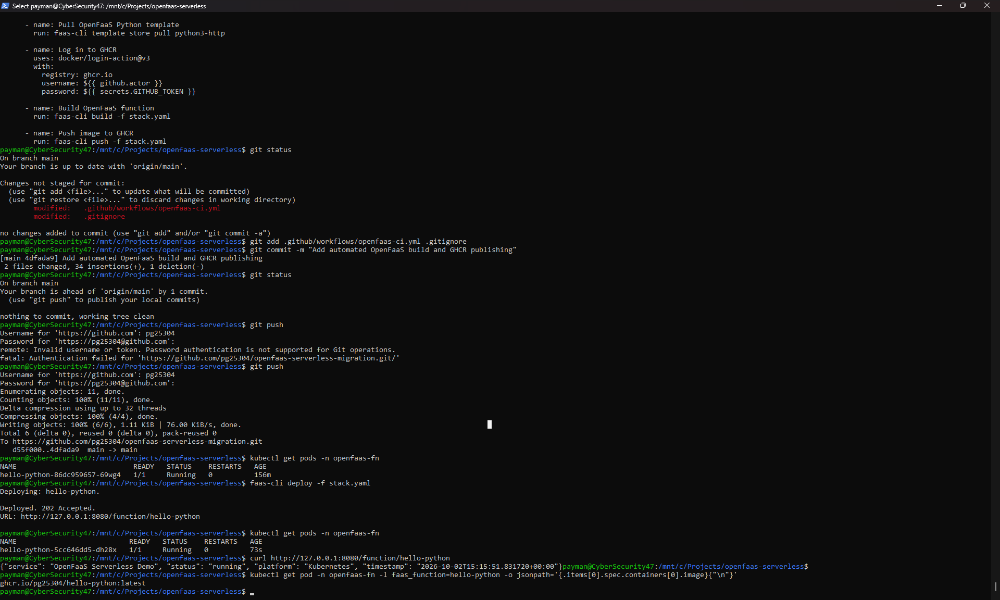 Select payman@CyberSecurity47: /mnt/c/Projects/openfaas-serverless
- name: Pull OpenFaaS Python template
run: faas-cli template store pull python3-http
- name: Log in to GHCR
uses: docker/login-action@v3
with:
registry: ghcr.io
username: ${{ github.actor }}
password: ${{ secrets.GITHUB_TOKEN }}
- name: Build OpenFaaS function
run: faas-cli build -f stack.yaml
- name: Push image to GHCR
run: faas-cli push -f stack.yaml
payman@CyberSecurity47:/mnt/c/Projects/openfaas-serverless$ git status
On branch main
Your branch is up to date with 'origin/main'.
Changes not staged for commit:
(use "git add <file>..." to update what will be committed)
(use "git restore <file>..." to discard changes in working directory)
modified:   .github/workflows/openfaas-ci.yml
modified:   .gitignore
no changes added to commit (use "git add" and/or "git commit -a")
payman@CyberSecurity47:/mnt/c/Projects/openfaas-serverless$ git add .github/workflows/openfaas-ci.yml .gitignore
payman@CyberSecurity47:/mnt/c/Projects/openfaas-serverless$ git commit -m "Add automated OpenFaaS build and GHCR publishing"
[main 4dfada9] Add automated OpenFaaS build and GHCR publishing
2 files changed, 34 insertions(+), 1 deletion(-)
payman@CyberSecurity47:/mnt/c/Projects/openfaas-serverless$ git status
On branch main
Your branch is ahead of 'origin/main' by 1 commit.
(use "git push" to publish your local commits)
nothing to commit, working tree clean
payman@CyberSecurity47:/mnt/c/Projects/openfaas-serverless$ git push
Username for 'https://github.com': pg25304
Password for 'https://pg25304@github.com':
remote: Invalid username or token. Password authentication is not supported for Git operations.
fatal: Authentication failed for 'https://github.com/pg25304/openfaas-serverless-migration.git/'
payman@CyberSecurity47:/mnt/c/Projects/openfaas-serverless$ git push
Username for 'https://github.com': pg25304
Password for 'https://pg25304@github.com':
Enumerating objects: 11, done.
Counting objects: 100% (11/11), done.
Delta compression using up to 32 threads
Compressing objects: 100% (4/4), done.
Writing objects: 100% (6/6), 1.11 KiB | 76.00 KiB/s, done.
Total 6 (delta 0), reused 0 (delta 0), pack-reused 0
To https://github.com/pg25304/openfaas-serverless-migration.git
d55f000..4dfada9  main -> main
payman@CyberSecurity47:/mnt/c/Projects/openfaas-serverless$ kubectl get pods -n openfaas-fn
NAME                            READY   STATUS    RESTARTS   AGE
hello-python-86dc959657-69wg4   1/1     Running   0          156m
payman@CyberSecurity47:/mnt/c/Projects/openfaas-serverless$ faas-cli deploy -f stack.yaml
Deploying: hello-python.
Deployed. 202 Accepted.
URL: http://127.0.0.1:8080/function/hello-python
payman@CyberSecurity47:/mnt/c/Projects/openfaas-serverless$ kubectl get pods -n openfaas-fn
NAME                           READY   STATUS    RESTARTS   AGE
hello-python-5cc646dd5-dh28x   1/1     Running   0          73s
payman@CyberSecurity47:/mnt/c/Projects/openfaas-serverless$ curl http://127.0.0.1:8080/function/hello-python
{"service": "OpenFaaS Serverless Demo", "status": "running", "platform": "Kubernetes", "timestamp": "2026-10-02T15:15:51.831720+00:00"}payman@CyberSecurity47:/mnt/c/Projects/openfaas-serverless$
payman@CyberSecurity47:/mnt/c/Projects/openfaas-serverless$ kubectl get pod -n openfaas-fn -l faas_function=hello-python -o jsonpath='{.items[0].spec.containers[0].image}{"\n"}'
ghcr.io/pg25304/hello-python:latest
payman@CyberSecurity47:/mnt/c/Projects/openfaas-serverless$